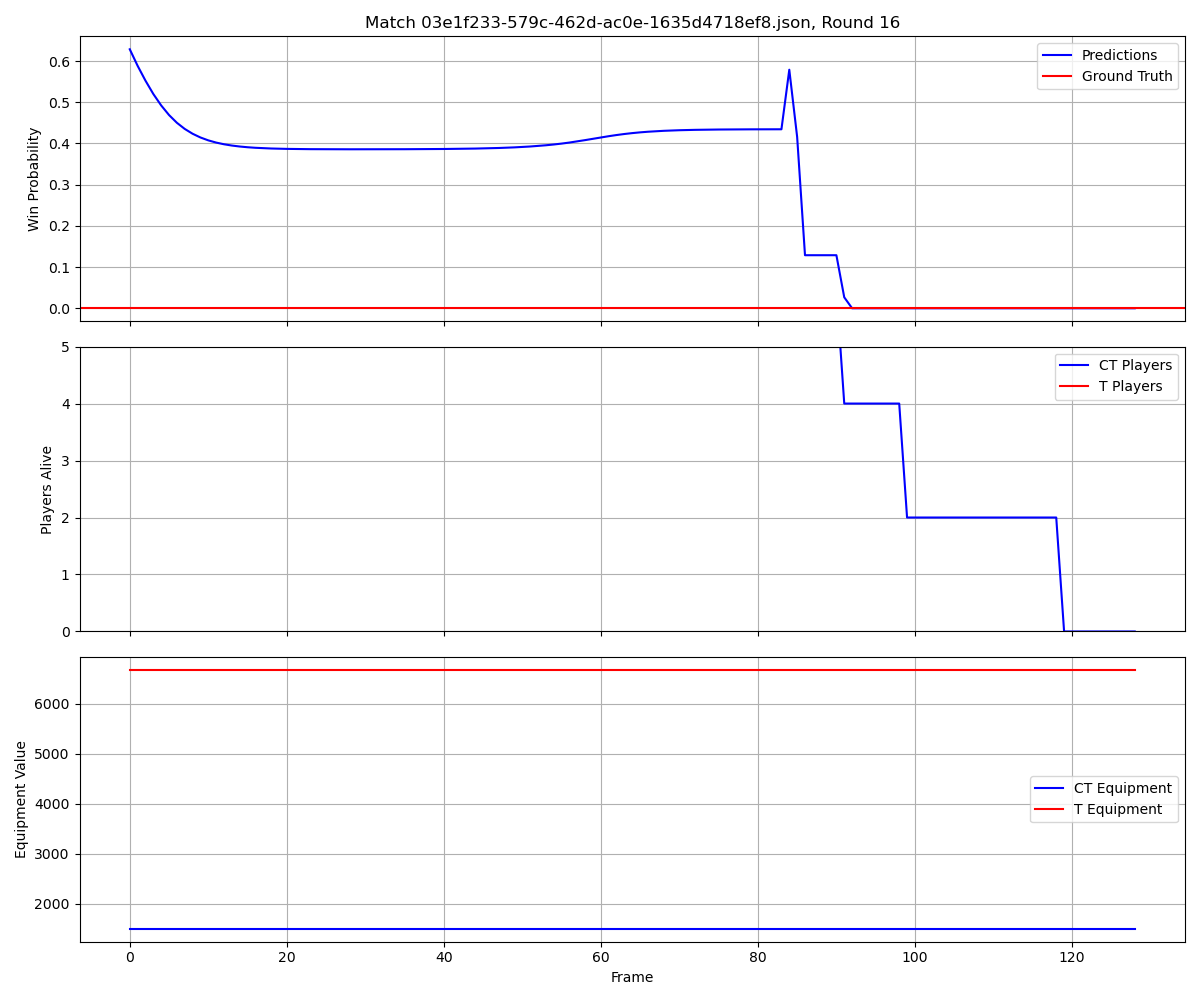 Match 03e1f233-579c-462d-ac0e-1635d4718ef8.json, Round 16
Win Probability
0.6
0.5
0.4
0.3
0.2
0.1
0.0
Predictions
Ground Truth
Players Alive
5
4
3
2
1
0
CT Players
T Players
Equipment Value
6000
5000
4000
3000
2000
CT Equipment
T Equipment
0 20 40 60 80 100 120
Frame